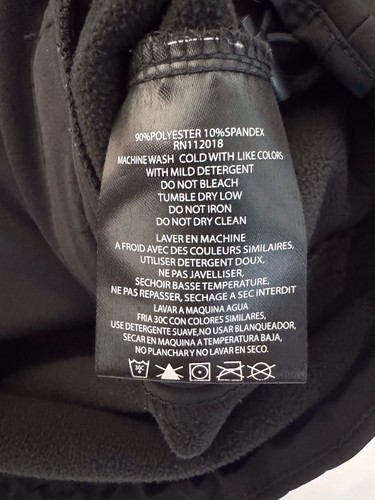 90%POLYESTER 10%SPANDEX
RN112018
MACHINE WASH COLD WITH LIKE COLORS
WITH MILD DETERGENT
DO NOT BLEACH
TUMBLE DRY LOW
DO NOT IRON
DO NOT DRY CLEAN
LAVER EN MACHINE
A FROID AVEC DES COULEURS SIMILAIRES,
UTILISER DETERGENT DOUX,
NE PAS JAVELLISER,
SECHOIR BASSE TEMPERATURE,
NE PAS REPASSER, SECHAGE A SEC INTERDIT
LAVAR A MAQUINA AGUA
FRIA 30C CON COLORES SIMILARES,
USE DETERGENTE SUAVE,NO USAR BLANQUEADOR,
SECAR EN MAQUINA A TEMPERATURA BAJA,
NO PLANCHAR Y NO LAVAR EN SECO.
30°